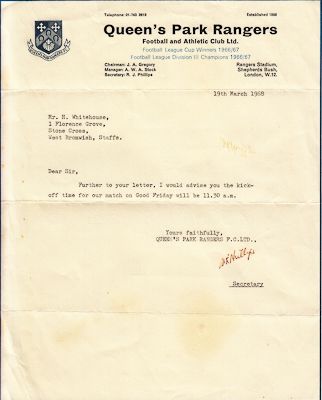 Telephone: 01-743 2618
Established 1886
Queen's Park Rangers
Football and Athletic Club Ltd.
Football League Cup Winners 1966/67
Football League Division III Champions 1966/67
Chairman: J. A. Gregory
Manager: A. W. A. Stock
Secretary: R. J. Phillips
Rangers Stadium,
Shepherds Bush,
London, W.12.
19th March 1968
Mr. H. Whitehouse,
1 Florence Grove,
Stone Cross,
West Bromwich, Staffs.
Dear Sir,
Further to your letter, I would advise you the kick-
off time for our match on Good Friday will be 11.30 a.m.
Yours faithfully,
QUEEN'S PARK RANGERS F.C.LTD.,
Phillips
Secretary